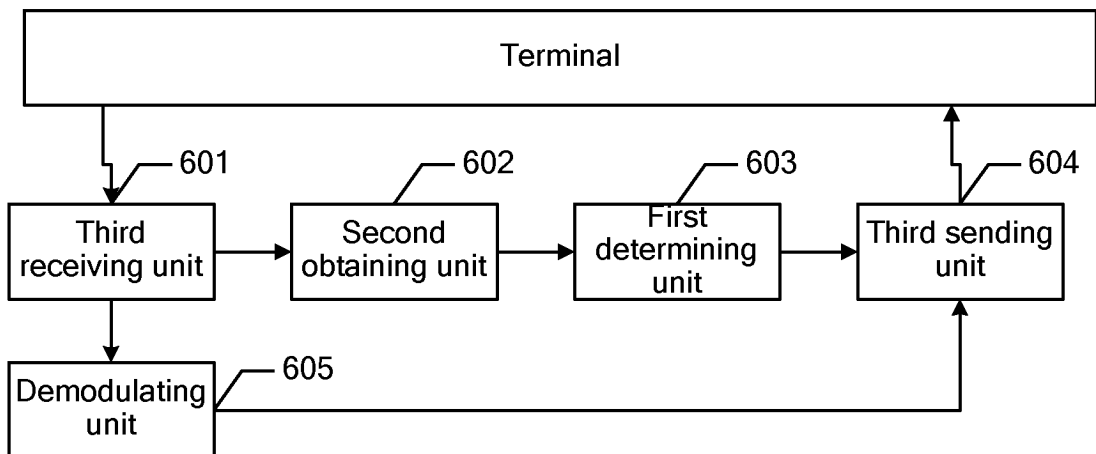 Terminal
601
602
603
604
Third
receiving unit
Second
obtaining unit
First
determining
unit
Third sending
unit
605
Demodulating
unit